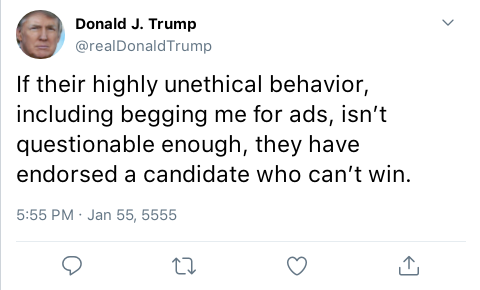 Donald J. Trump
@realDonaldTrump
If their highly unethical behavior,
including begging me for ads, isn’t
questionable enough, they have
endorsed a candidate who can’t win.
5:55 PM · Jan 55, 5555